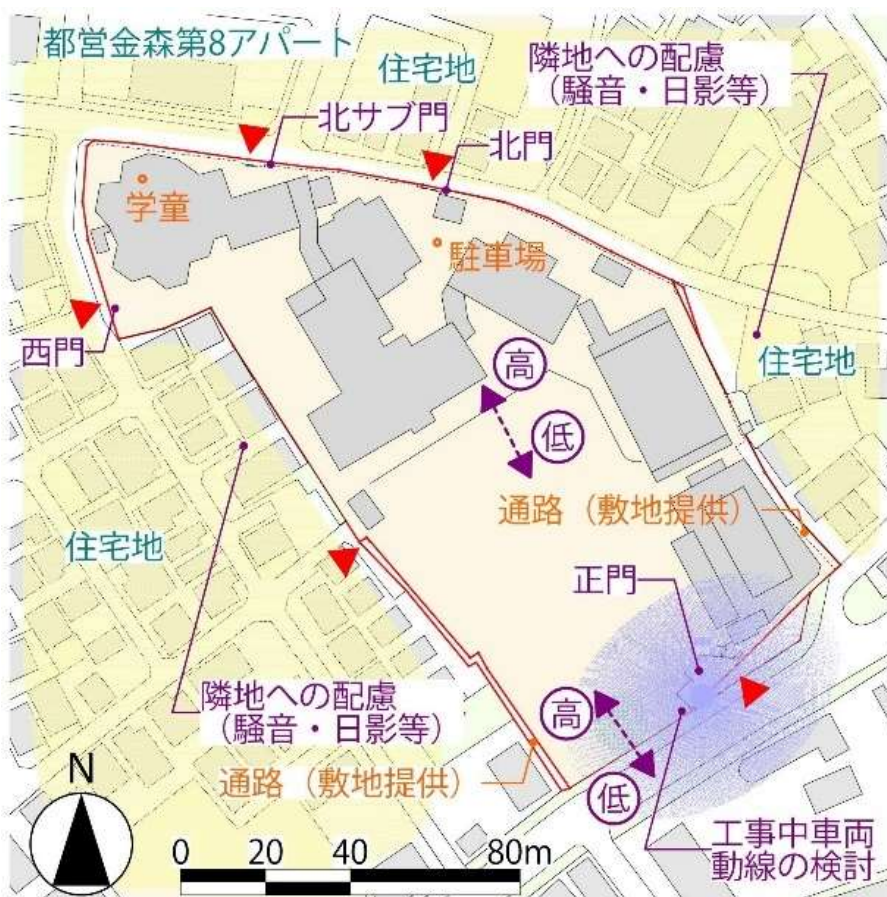 都営金森第8アパート
住宅地
隣地への配慮
（騒音・日影等）
北サブ門
北門
学童
駐車場
西門
住宅地
高
低
通路（敷地提供）
住宅地
正門
隣地への配慮
（騒音・日影等）
高
低
通路（敷地提供）
N
工事中車両
動線の検討
0 20 40 80m